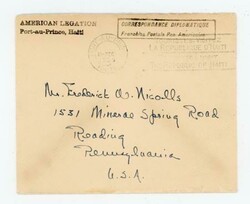 AMERICAN LEGATION
Port-au-Prince, Haiti
CORRESPONDANCE DIPLOMATIQUE
Franchise Postale Pan-Americaine
Mr. Frederick W. Nicolls
1531 Mineral Spring Road
Reading
Pennsylvania
U.S.A.